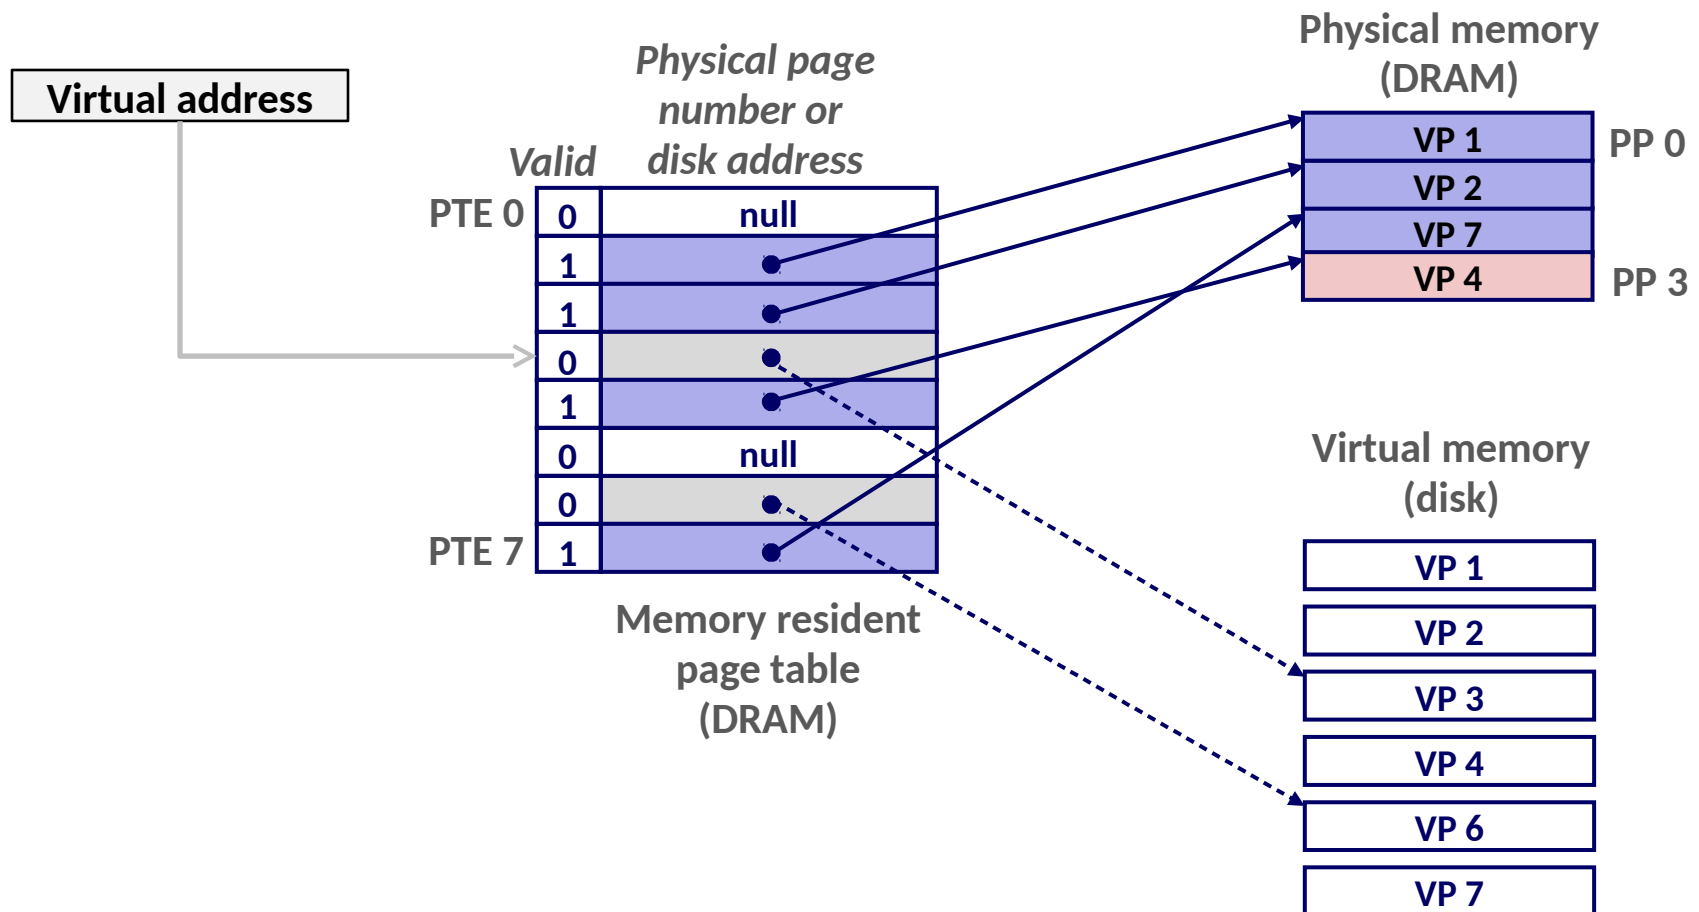 Virtual address
Physical page
number or
disk address
Valid
PTE 0
0
null
1
1
0
1
0
null
0
PTE 7
1
Memory resident
page table
(DRAM)
Physical memory
(DRAM)
VP 1
PP 0
VP 2
VP 7
VP 4
PP 3
Virtual memory
(disk)
VP 1
VP 2
VP 3
VP 4
VP 6
VP 7